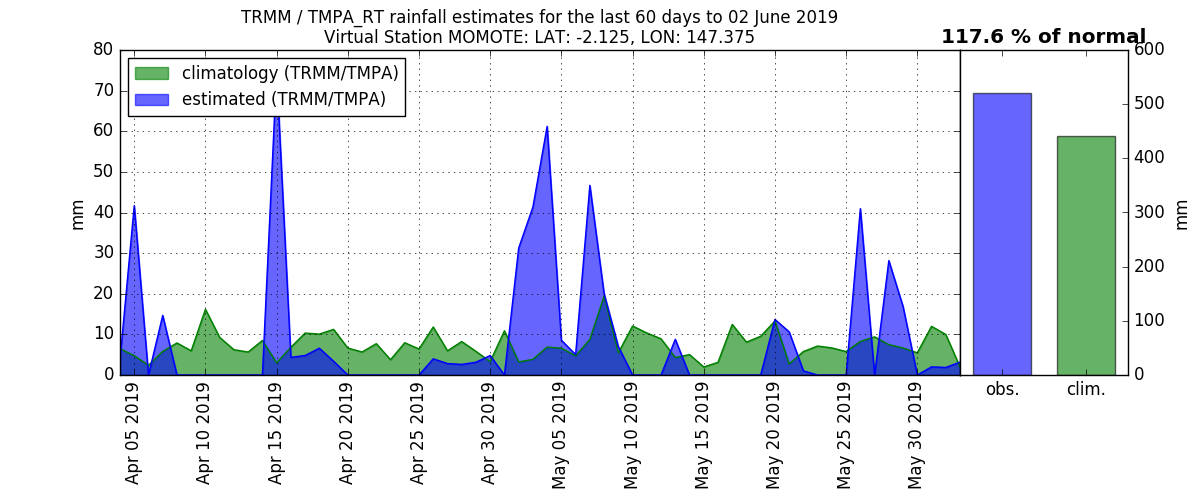 TRMM / TMPA_RT rainfall estimates for the last 60 days to 02 June 2019
Virtual Station MOMOTE: LAT: -2.125, LON: 147.375
117.6 % of normal
climatology (TRMM/TMPA)
estimated (TRMM/TMPA)
80
70
60
50
40
30
20
10
0
mm
Apr 05 2019
Apr 10 2019
Apr 15 2019
Apr 20 2019
Apr 25 2019
Apr 30 2019
May 05 2019
May 10 2019
May 15 2019
May 20 2019
May 25 2019
May 30 2019
obs.
clim.
600
500
400
300
200
100
0
mm